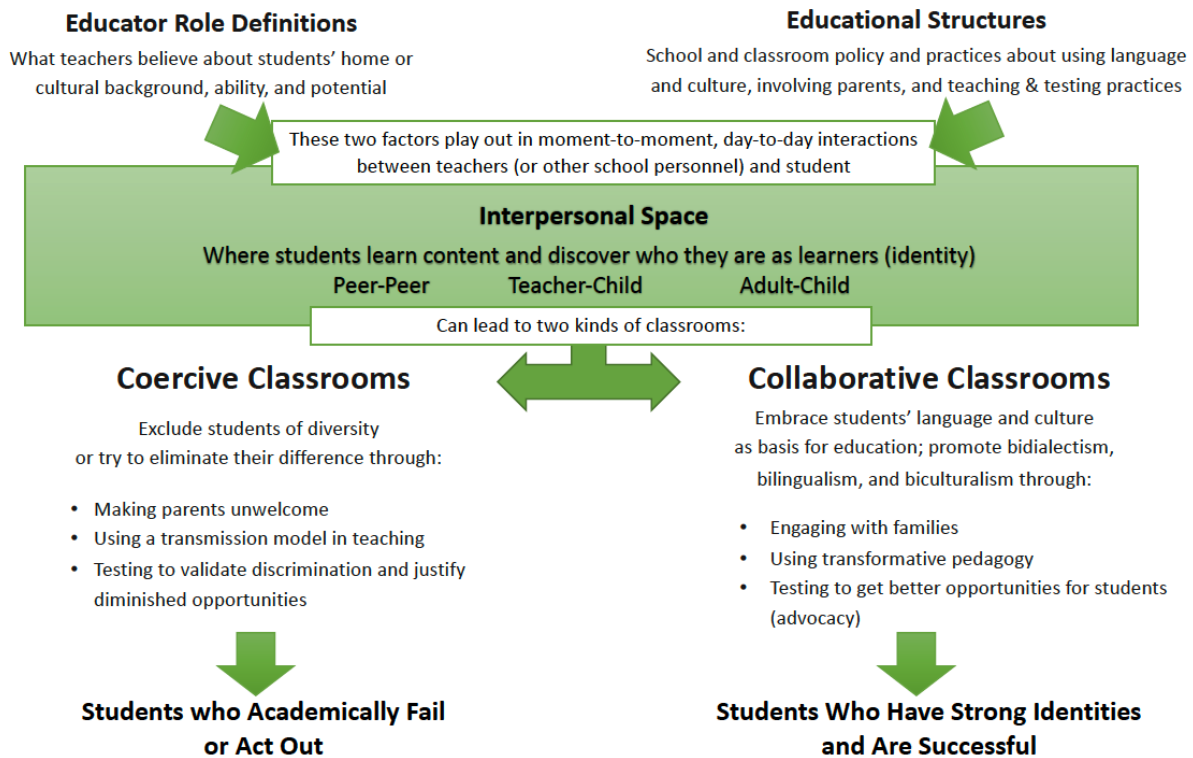 Educator Role Definitions
What teachers believe about students' home or
cultural background, ability, and potential
Educational Structures
School and classroom policy and practices about using language
and culture, involving parents, and teaching & testing practices
These two factors play out in moment-to-moment, day-to-day interactions
between teachers (or other school personnel) and student
Interpersonal Space
Where students learn content and discover who they are as learners (identity)
Peer-Peer Teacher-Child Adult-Child
Can lead to two kinds of classrooms:
Coercive Classrooms
Exclude students of diversity
or try to eliminate their difference through:
• Making parents unwelcome
• Using a transmission model in teaching
• Testing to validate discrimination and justify
diminished opportunities
Students who Academically Fail
or Act Out
Collaborative Classrooms
Embrace students' language and culture
as basis for education; promote bidialectism,
bilingualism, and biculturalism through:
• Engaging with families
• Using transformative pedagogy
• Testing to get better opportunities for students
(advocacy)
Students Who Have Strong Identities
and Are Successful